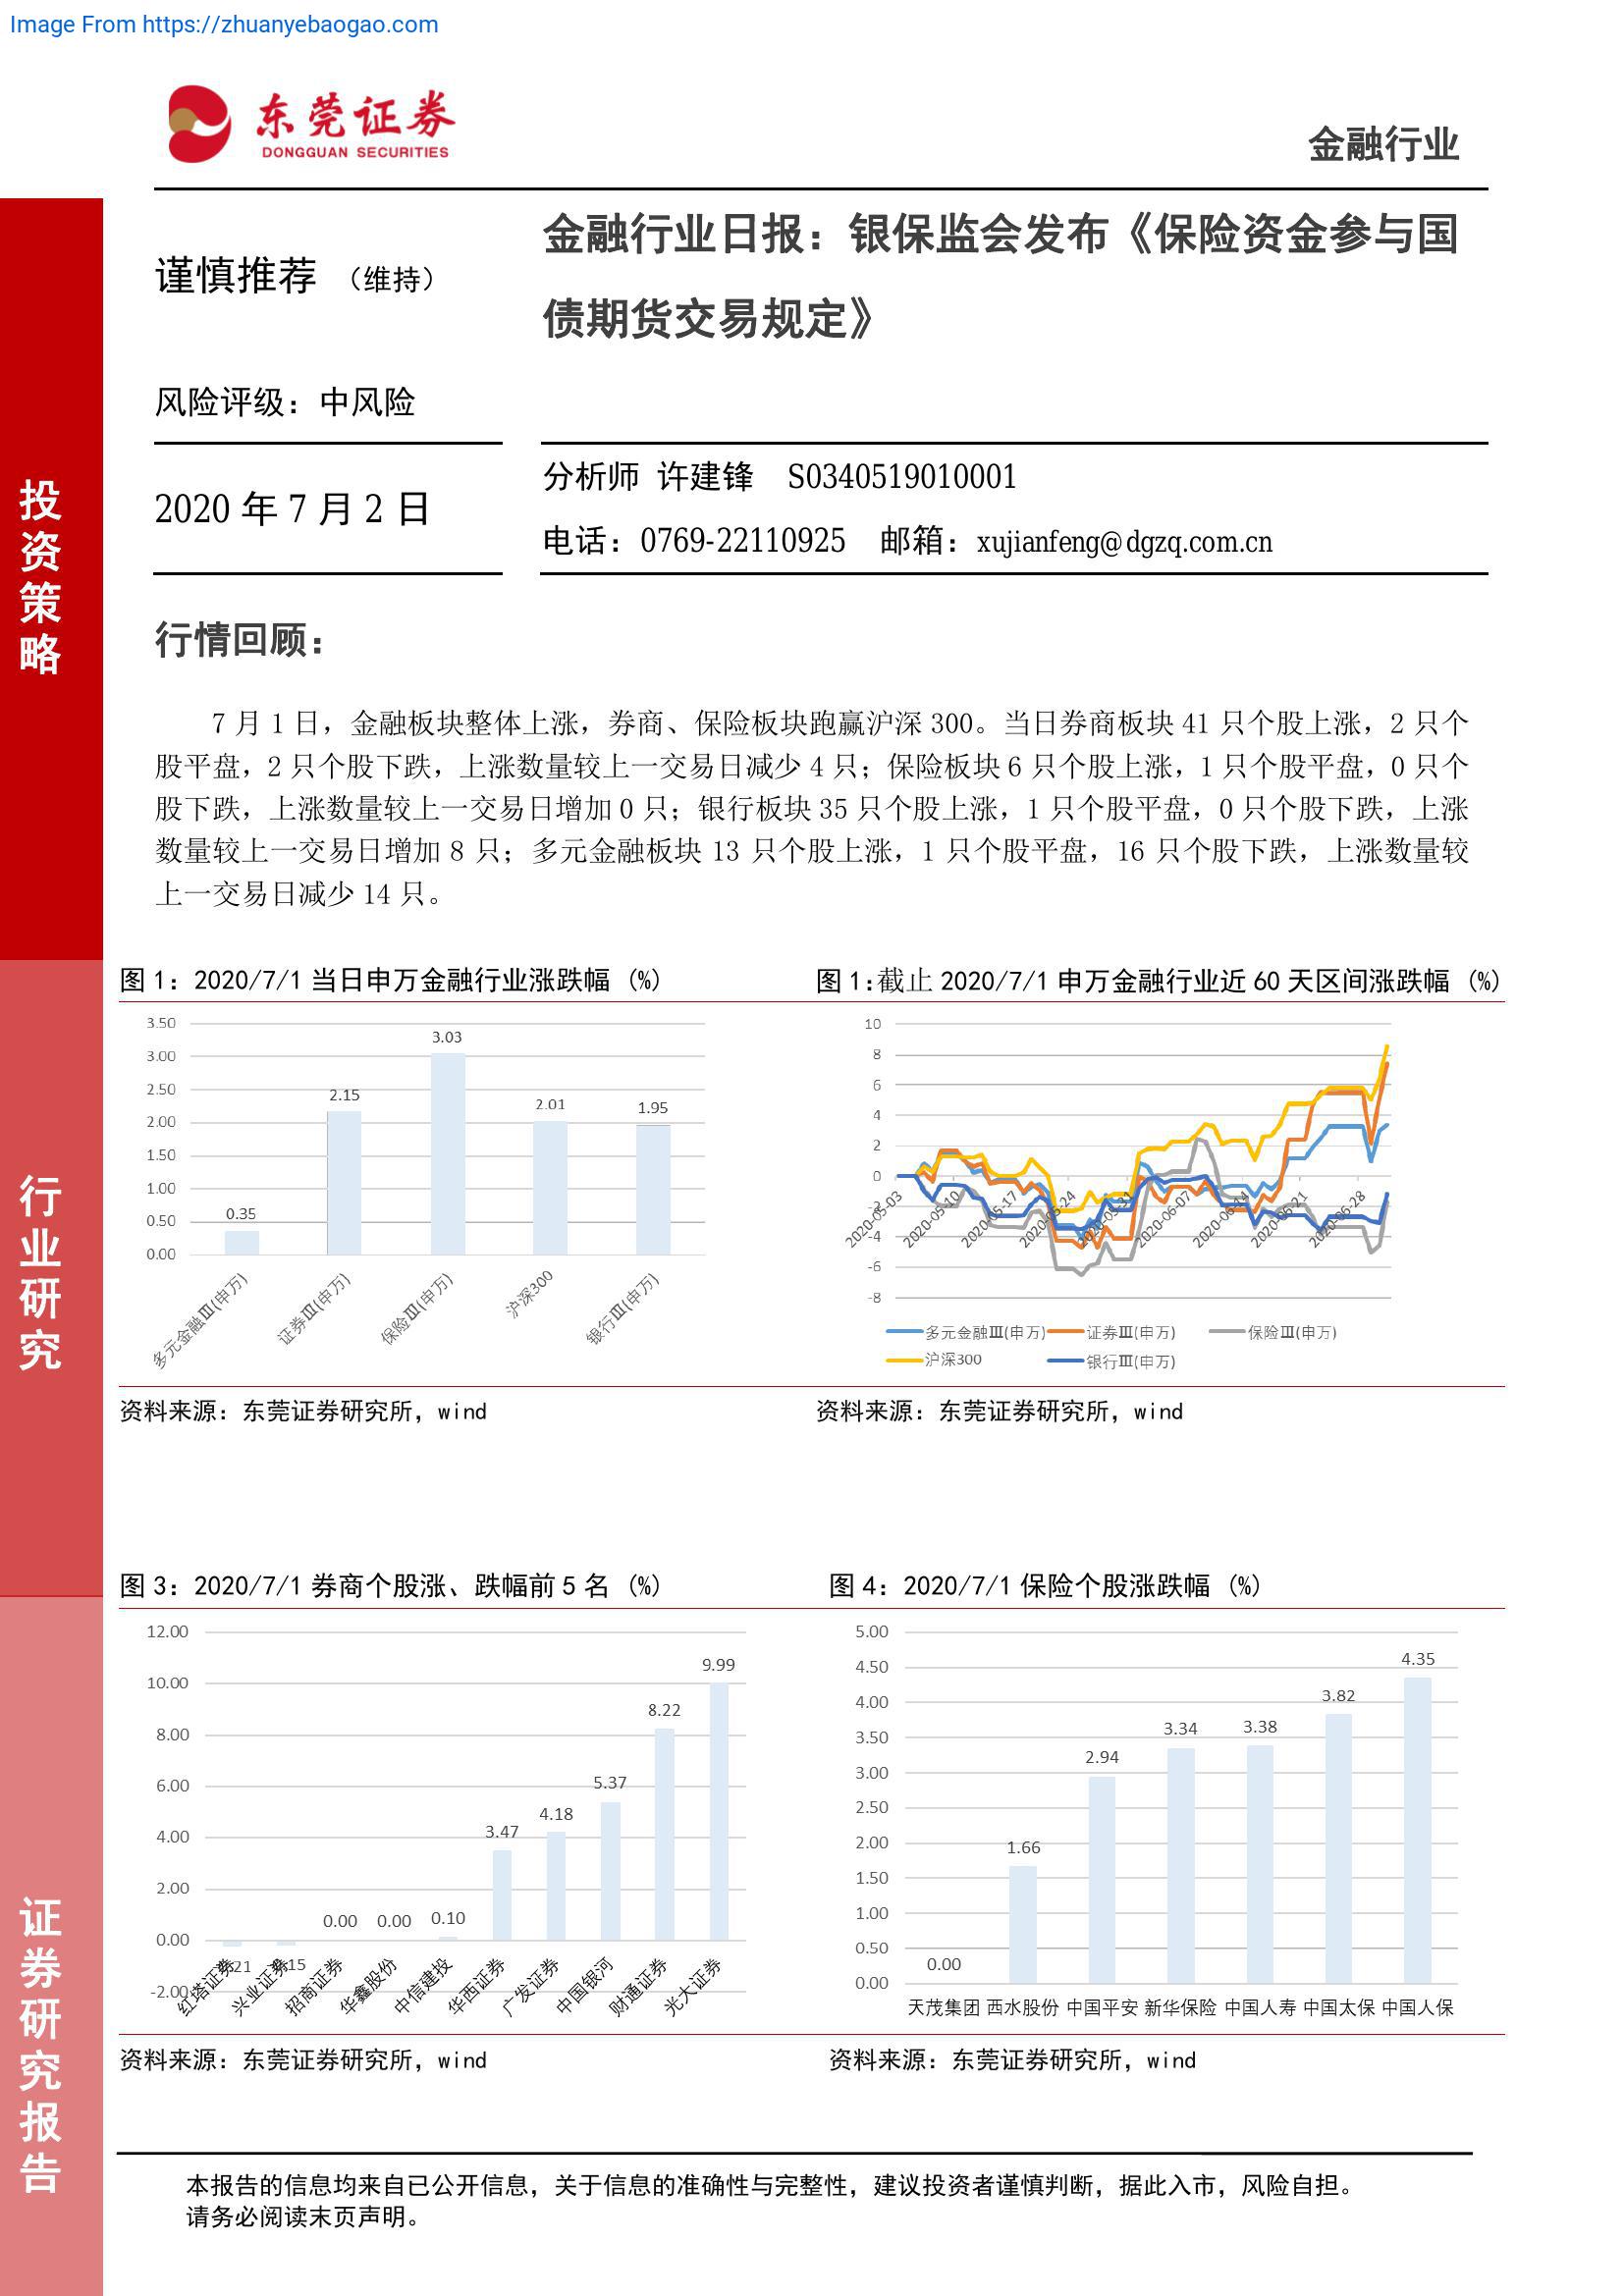 Image From https://zhuanyebaogao.com
东莞证券
DONGGUAN SECURITIES
金融行业
投资策略
行业研究
证券研究报告
谨慎推荐 （维持）
风险评级：中风险
2020 年 7 月 2 日
金融行业日报：银保监会发布《保险资金参与国
债期货交易规定》
分析师 许建锋 S0340519010001
电话：0769-22110925 邮箱：xujianfeng@dgzq.com.cn
行情回顾：
7 月 1 日，金融板块整体上涨，券商、保险板块跑赢沪深 300。当日券商板块 41 只个股上涨，2 只个
股平盘，2 只个股下跌，上涨数量较上一交易日减少 4 只；保险板块 6 只个股上涨，1 只个股平盘，0 只个
股下跌，上涨数量较上一交易日增加 0 只；银行板块 35 只个股上涨，1 只个股平盘，0 只个股下跌，上涨
数量较上一交易日增加 8 只；多元金融板块 13 只个股上涨，1 只个股平盘，16 只个股下跌，上涨数量较
上一交易日减少 14 只。
图 1：2020/7/1 当日申万金融行业涨跌幅 (%)
3.50
3.00
2.50
2.00
1.50
1.00
0.50
0.00
0.35
2.15
3.03
2.01
1.95
多元金融Ⅲ(申万)
证券Ⅲ(申万)
保险Ⅲ(申万)
沪深300
银行Ⅲ(申万)
资料来源：东莞证券研究所，wind
图 1:截止 2020/7/1 申万金融行业近 60 天区间涨跌幅 (%)
10
8
6
4
2
0
-2
-4
-6
-8
2020-05-03
2020-05-10
2020-05-17
2020-05-24
2020-05-31
2020-06-07
2020-06-14
2020-06-21
2020-06-28
多元金融Ⅲ(申万)
证券Ⅲ(申万)
保险Ⅲ(申万)
沪深300
银行Ⅲ(申万)
资料来源：东莞证券研究所，wind
图 3：2020/7/1 券商个股涨、跌幅前 5 名 (%)
12.00
10.00
8.00
6.00
4.00
2.00
0.00
-2.00
0.00
0.00
0.10
3.47
4.18
5.37
8.22
9.99
红塔证券
兴业证券
招商证券
华鑫股份
中信建投
华西证券
广发证券
中国银河
财通证券
光大证券
资料来源：东莞证券研究所，wind
图 4：2020/7/1 保险个股涨跌幅 (%)
5.00
4.50
4.00
3.50
3.00
2.50
2.00
1.50
1.00
0.50
0.00
0.00
1.66
2.94
3.34
3.38
3.82
4.35
天茂集团 西水股份 中国平安 新华保险 中国人寿 中国太保 中国人保
资料来源：东莞证券研究所，wind
本报告的信息均来自已公开信息，关于信息的准确性与完整性，建议投资者谨慎判断，据此入市，风险自担。
请务必阅读末页声明。